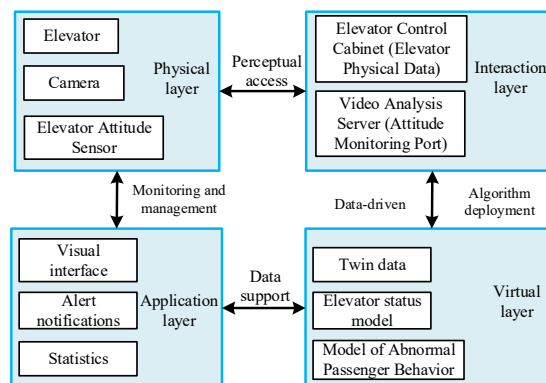 Elevator
Camera
Elevator Attitude
Sensor
Physical
layer
Perceptual
access
Elevator Control
Cabinet (Elevator
Physical Data)
Video Analysis
Server (Attitude
Monitoring Port)
Interaction
layer
Monitoring and
management
Data-driven
Algorithm
deployment
Visual
interface
Alert
notifications
Statistics
Application
layer
Data
support
Twin data
Elevator status
model
Model of Abnormal
Passenger Behavior
Virtual
layer